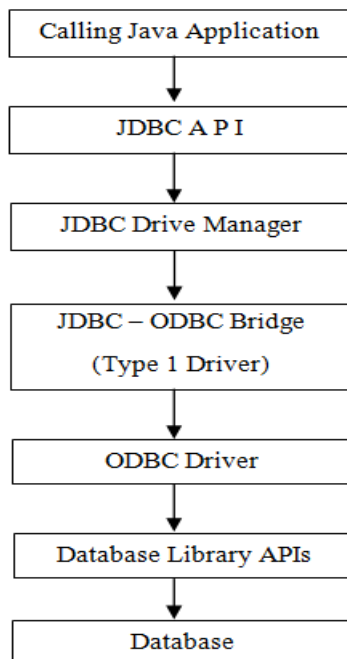 Calling Java Application
JDBC A P I
JDBC Drive Manager
JDBC – ODBC Bridge
(Type 1 Driver)
ODBC Driver
Database Library APIs
Database